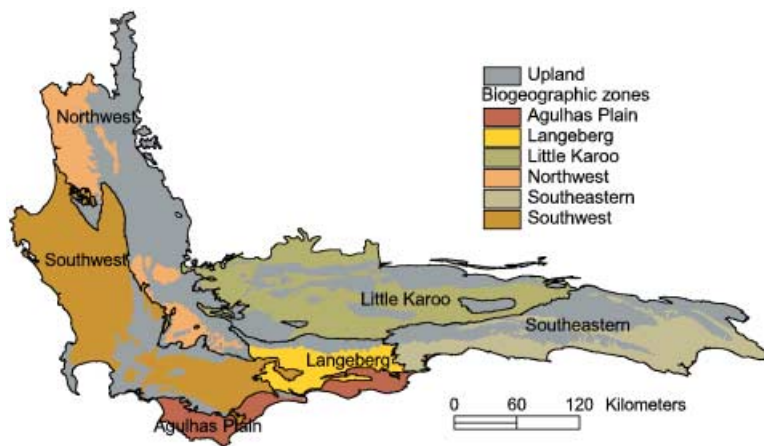 Upland
Biogeographic zones
Agulhas Plain
Langeberg
Little Karoo
Northwest
Southeastern
Southwest
Northwest
Southwest
Little Karoo
Southeastern
Langeberg
Agulhas Plain
0 60 120 Kilometers